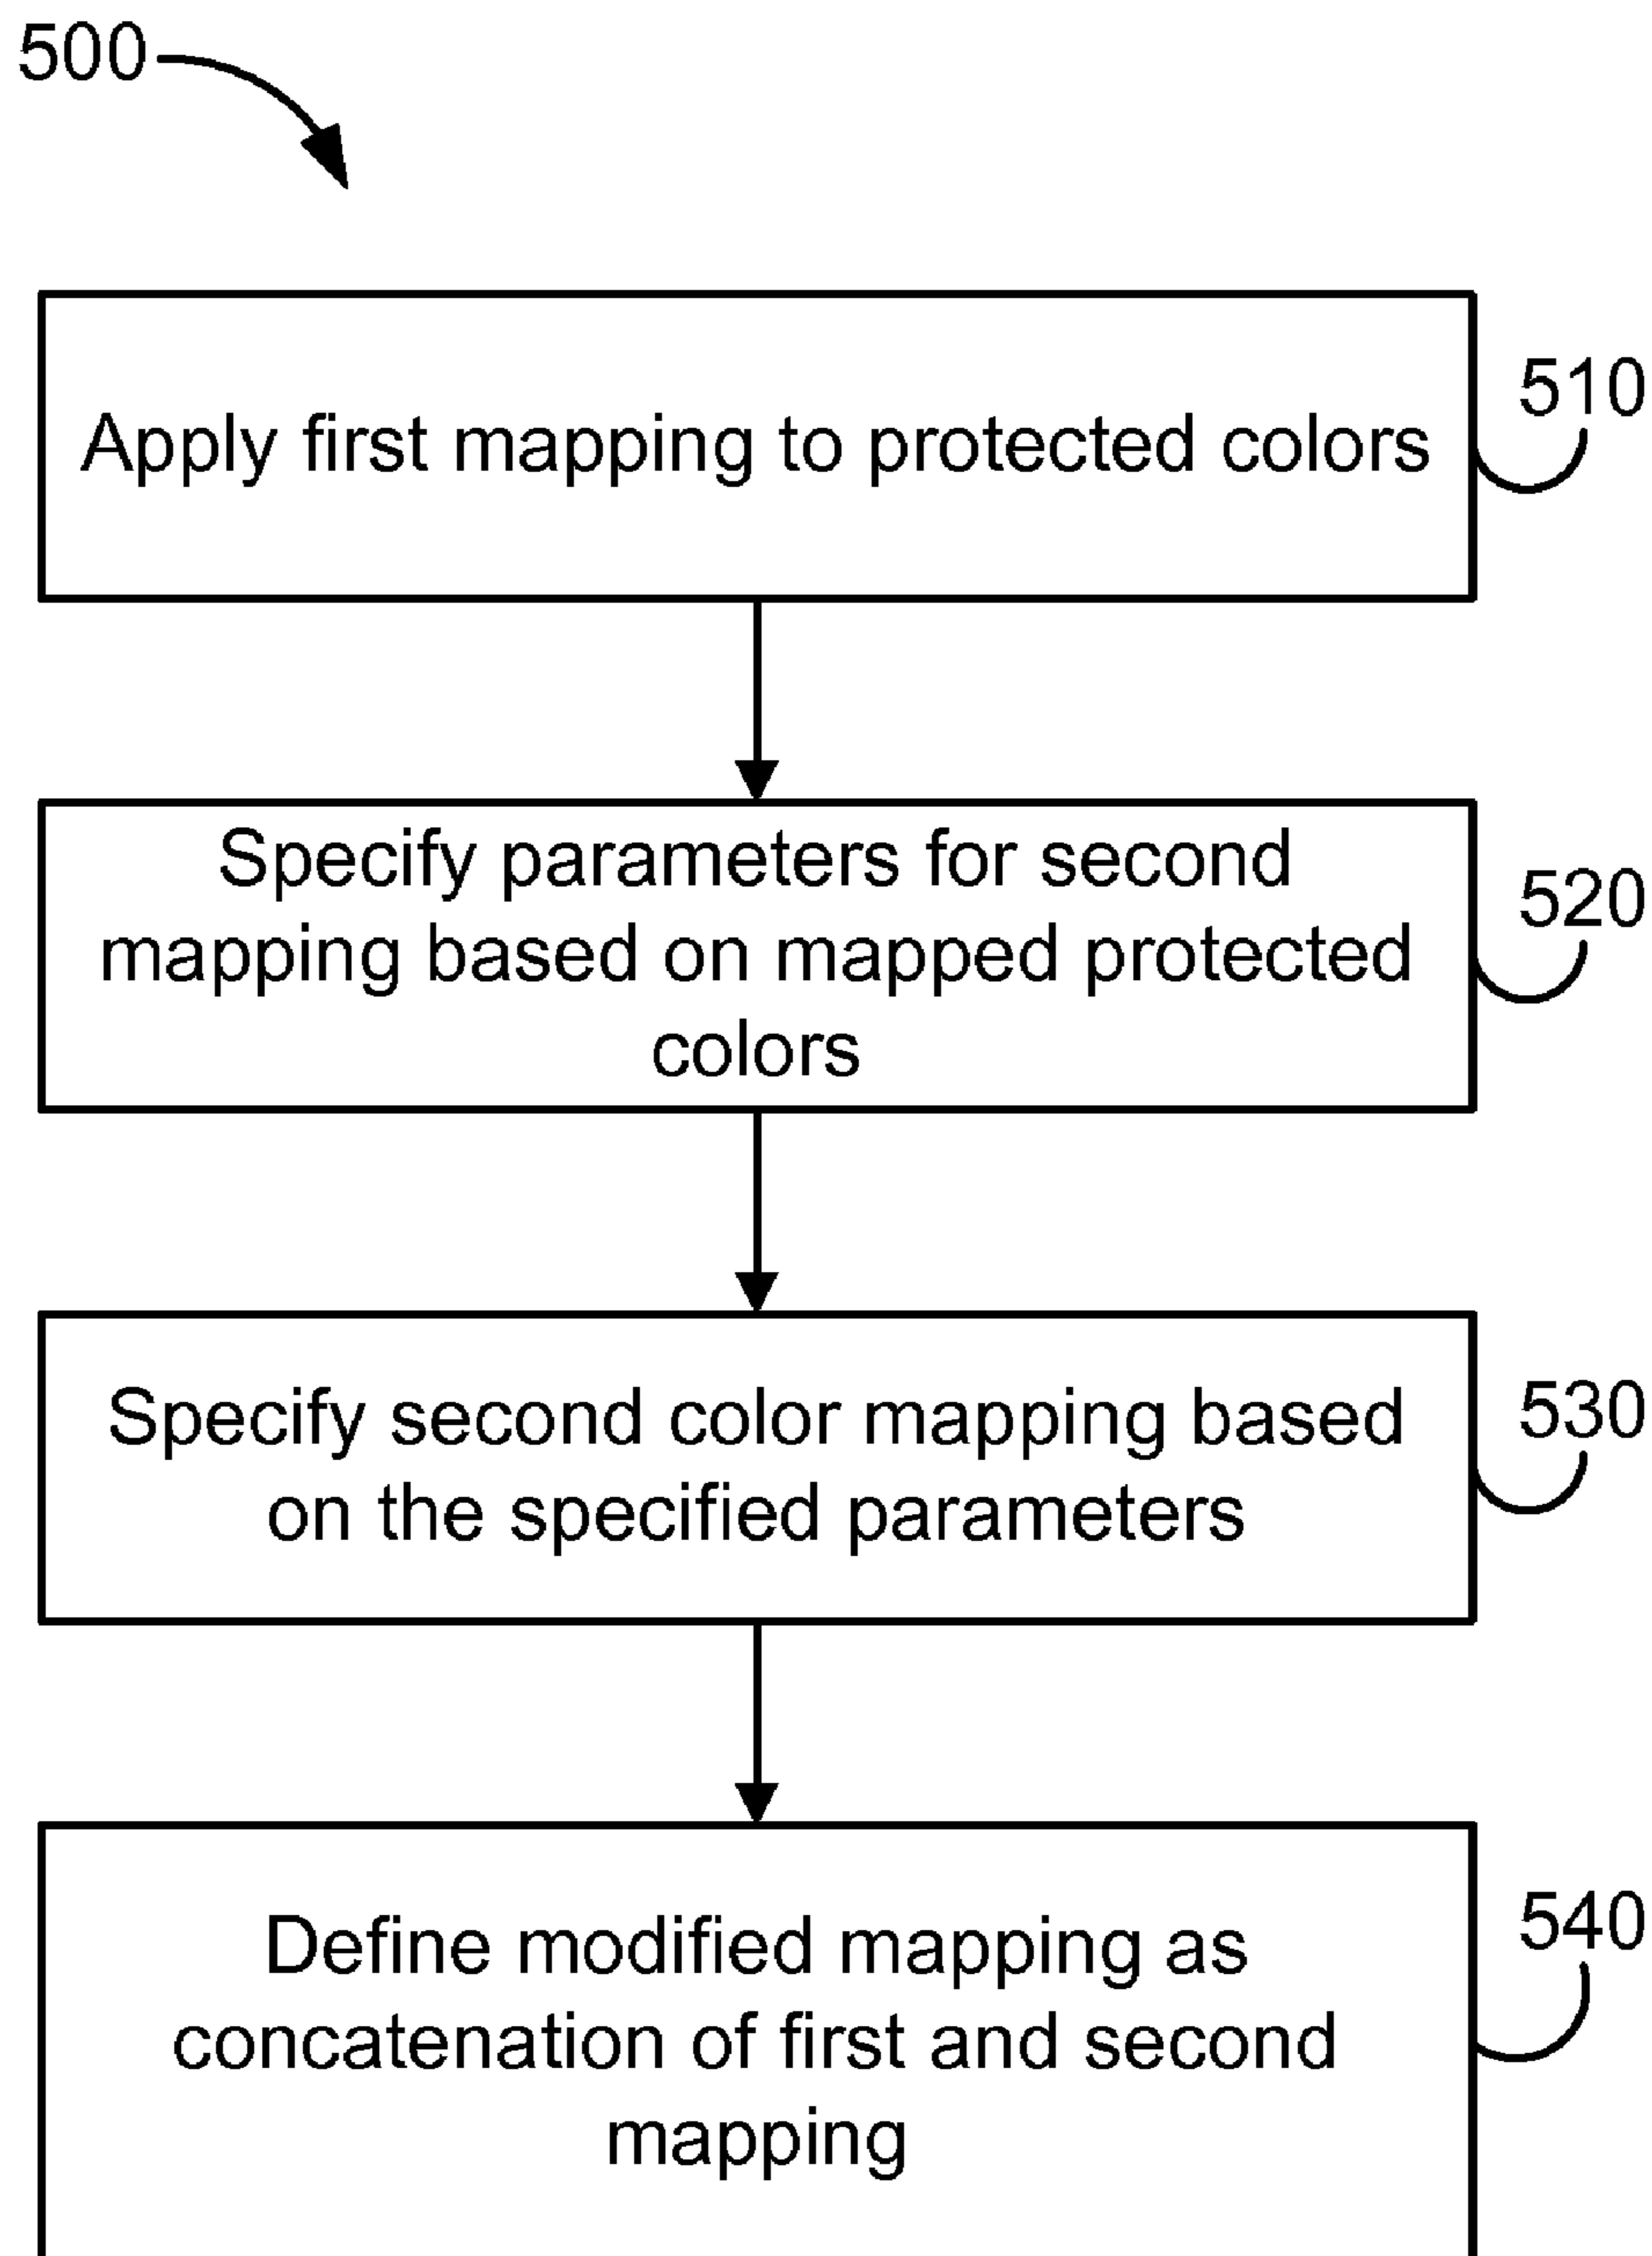 500
Apply first mapping to protected colors
510
Specify parameters for second
mapping based on mapped protected
colors
520
Specify second color mapping based
on the specified parameters
530
Define modified mapping as
concatenation of first and second
mapping
540